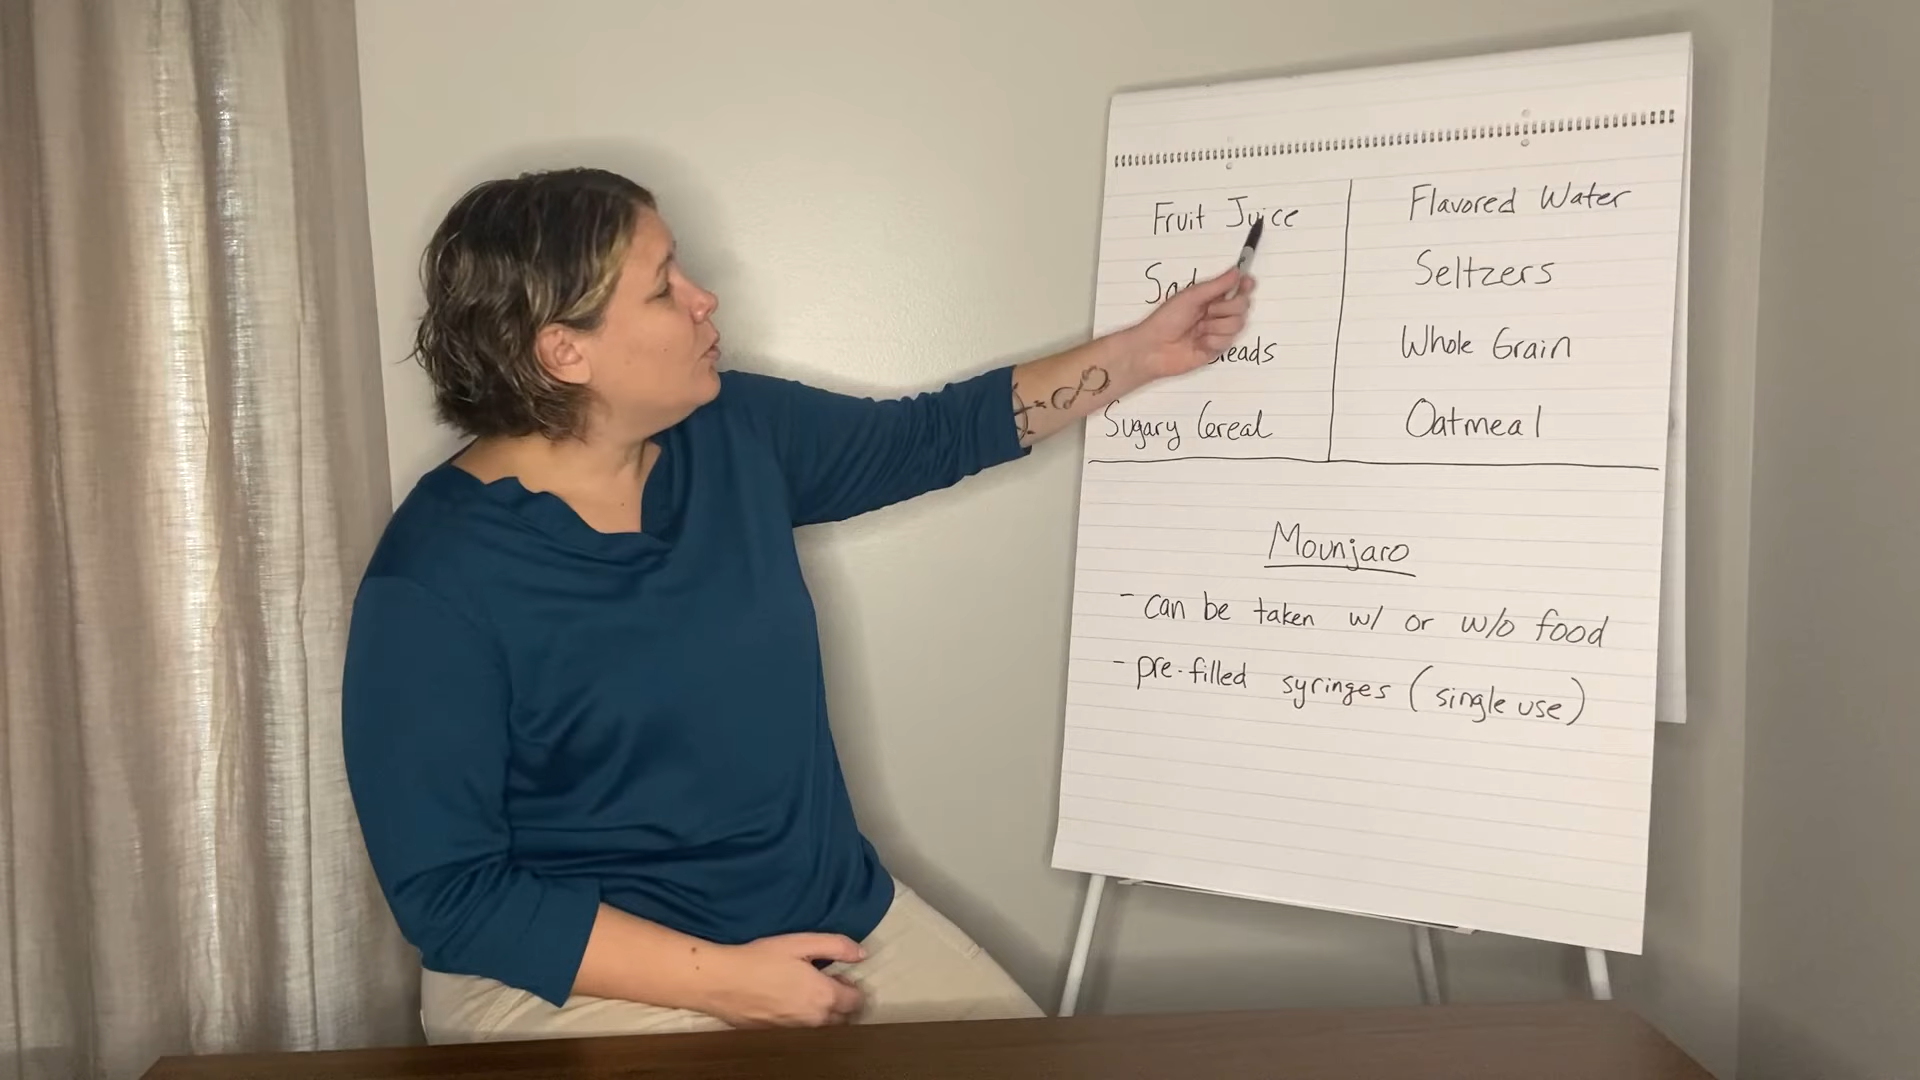 Fruit Juice
Flavored Water
Seltzers
Whole Grain
Sugary Cereal
Oatmeal
Mounjaro
- can be taken w/ or w/o food
- pre-filled syringes (single use)